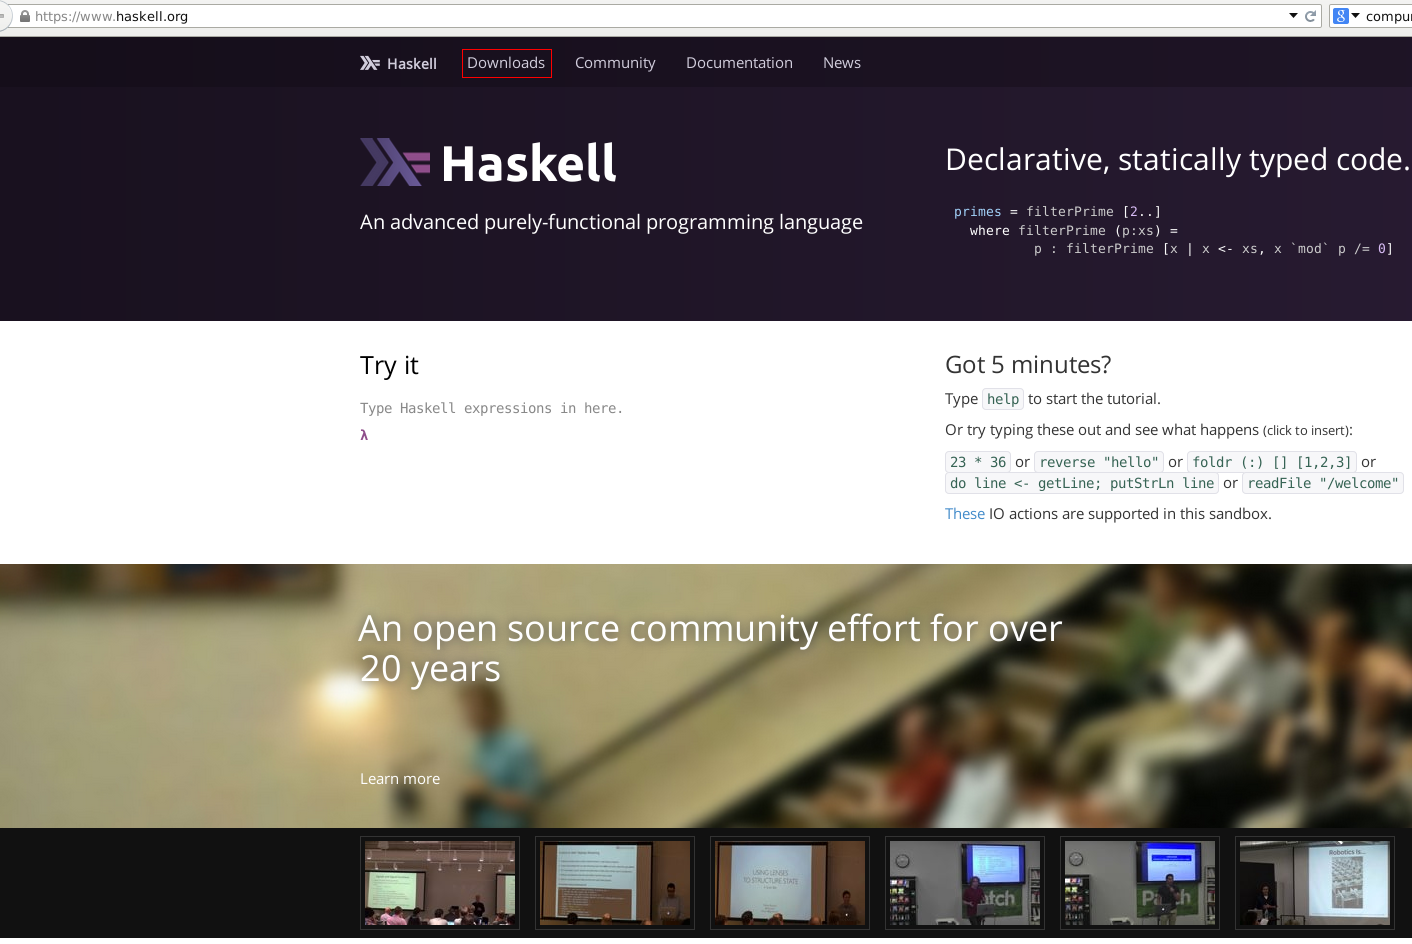 https://www.haskell.org
Haskell Downloads Community Documentation News
Haskell
An advanced purely-functional programming language
Declarative, statically typed code.
primes = filterPrime [2..]
where filterPrime (p:xs) =
p : filterPrime [x | x <- xs, x `mod` p /= 0]
Try it
Type Haskell expressions in here.
λ
Got 5 minutes?
Type help to start the tutorial.
Or try typing these out and see what happens (click to insert):
23 * 36 or reverse "hello" or foldr (:) [] [1,2,3] or
do line <- getLine; putStrLn line or readFile "/welcome"
These IO actions are supported in this sandbox.
An open source community effort for over
20 years
Learn more
USING LENSES
TO STRUCTURE STATE
Patch
Robotics is...